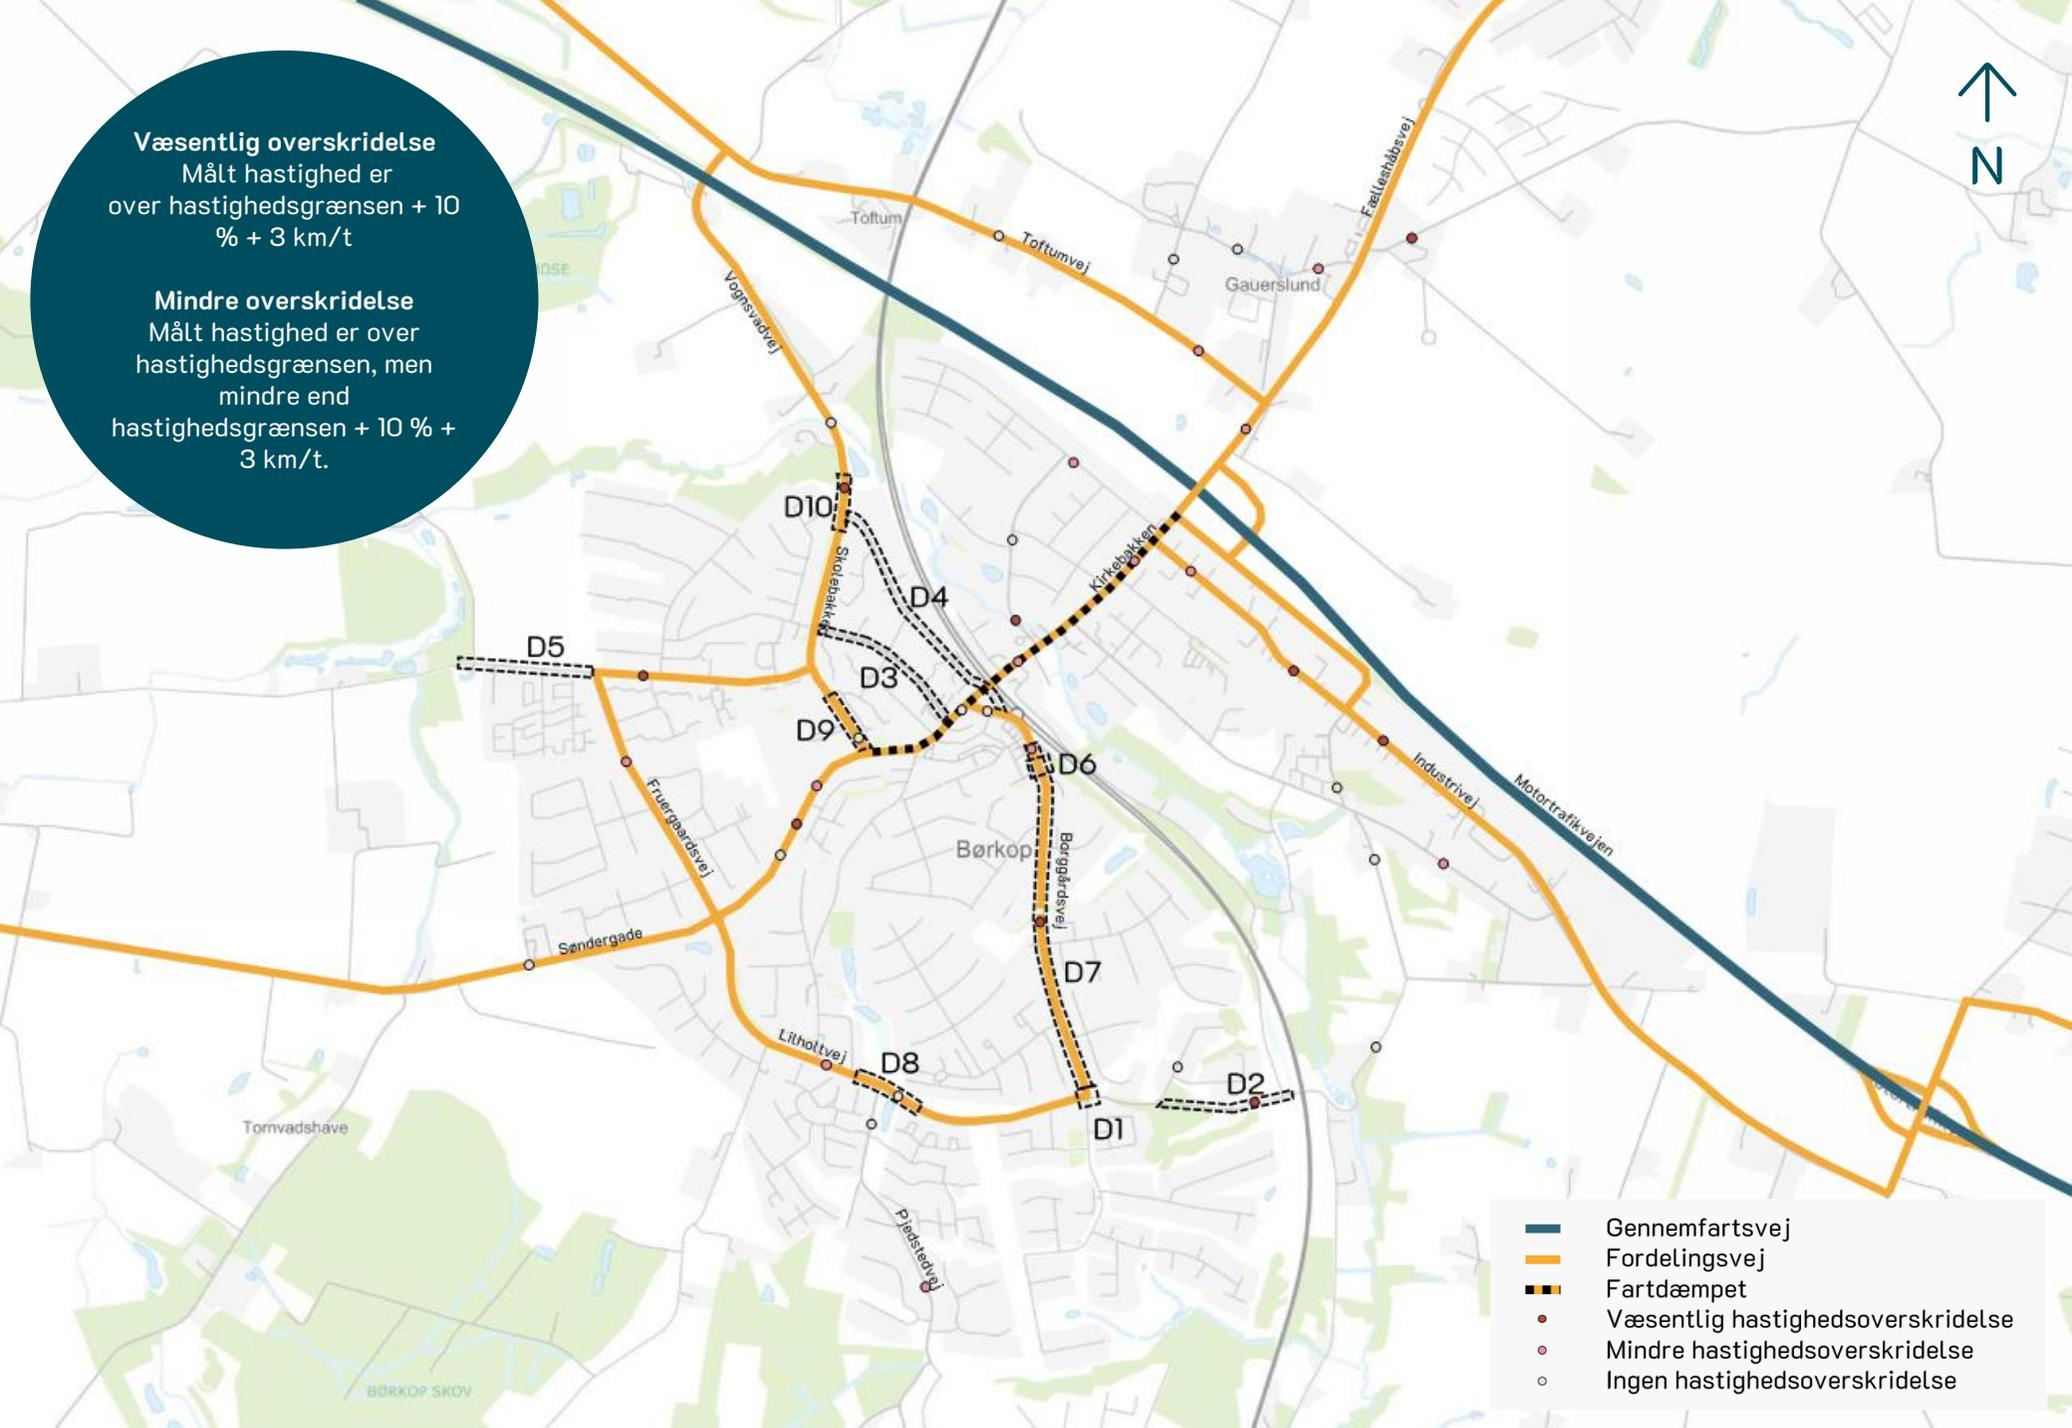 Væsentlig overskridelse
Målt hastighed er
over hastighedsgrænsen + 10
% + 3 km/t
Mindre overskridelse
Målt hastighed er over
hastighedsgrænsen, men
mindre end
hastighedsgrænsen + 10 % +
3 km/t.
N
Fælleshåbsvej
Toftum
Toftumvej
Gauerslund
Vognsvadvej
D10
Skolebakken
D4
Kirkebakken
D5
D3
D9
D6
Industrivej
Motortrafikvejen
Fruergaardsvej
Børkop
Borggårdsvej
Søndergade
D7
Lilholtvej
D8
D2
D1
Tornvadshave
Pjedstedvej
BØRKOP SKOV
Gennemfartsvej
Fordelingsvej
Fartdæmpet
Væsentlig hastighedsoverskridelse
Mindre hastighedsoverskridelse
Ingen hastighedsoverskridelse